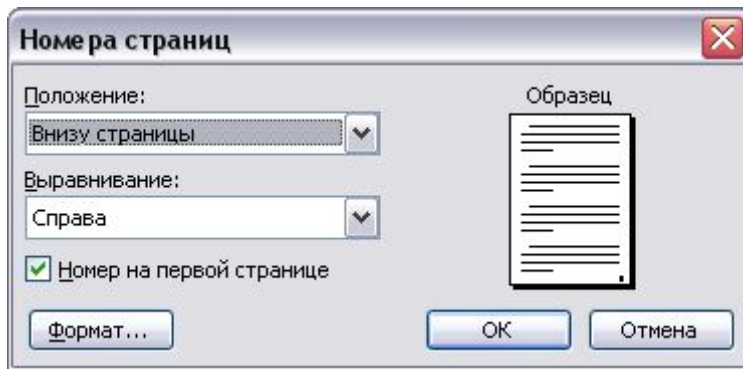 Номера страниц
Положение:
Образец
Внизу страницы
Выравнивание:
Справа
Номер на первой странице
Формат...
ОК
Отмена